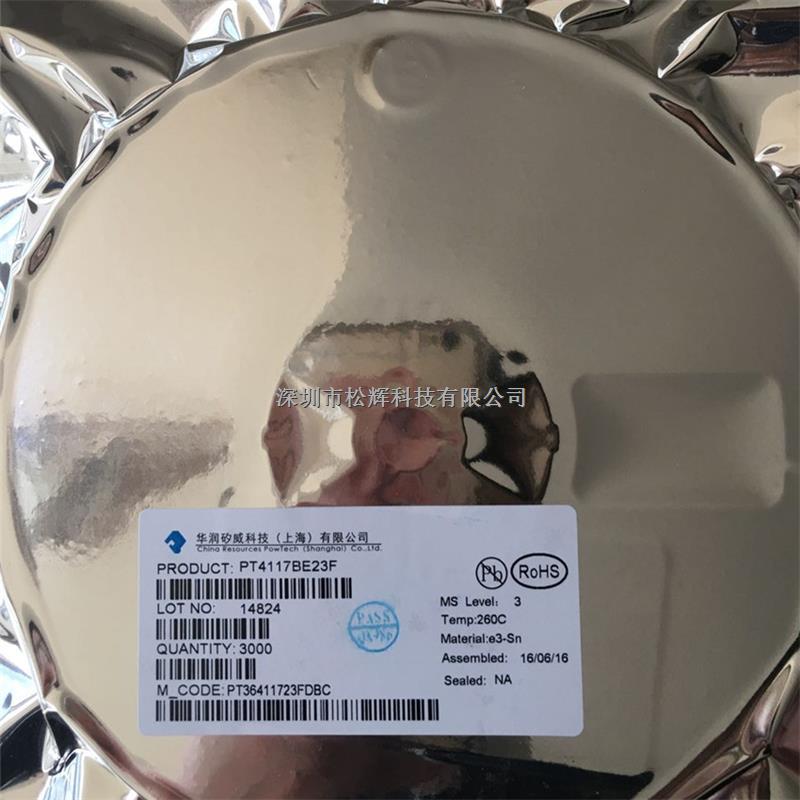 深圳市松辉科技有限公司
华润矽威科技(上海)有限公司
China Resources PowTech (Shanghai) Co.,Ltd.
PRODUCT: PT4117BE23F
Pb
RoHS
LOT NO: 14824
MS Level: 3
PASS
Temp:260C
QUANTITY: 3000
Material:e3-Sn
Assembled: 16/06/16
M_CODE: PT36411723FDBC
Sealed: NA